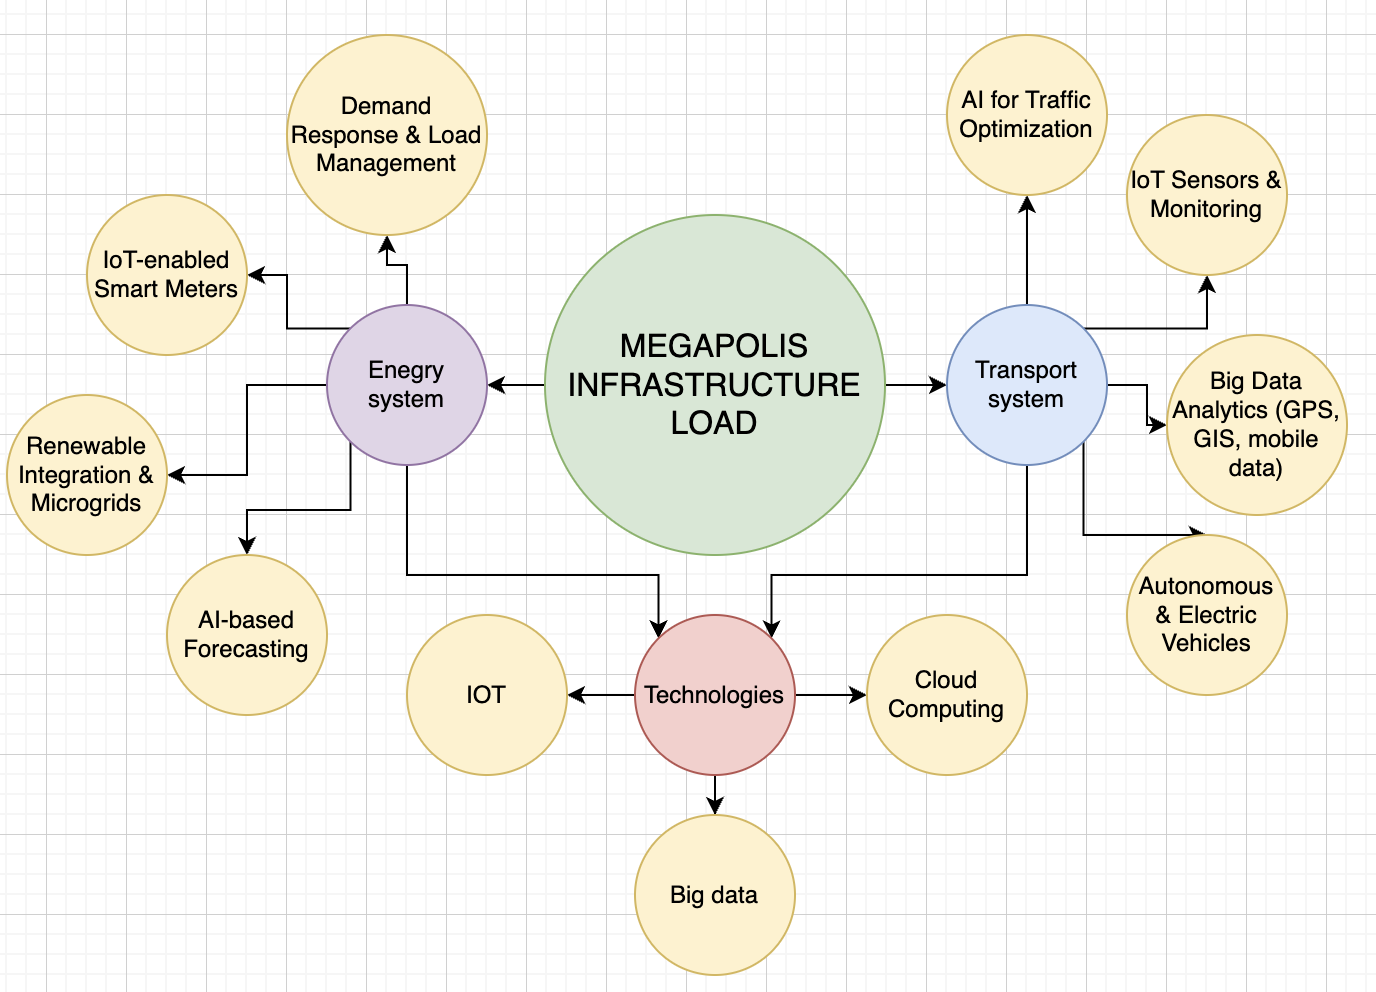 Demand
Response & Load
Management
AI for Traffic
Optimization
IoT Sensors &
Monitoring
IoT-enabled
Smart Meters
MEGAPOLIS
INFRASTRUCTURE
LOAD
Enegry
system
Transport
system
Big Data
Analytics (GPS,
GIS, mobile
data)
Renewable
Integration &
Microgrids
AI-based
Forecasting
Autonomous
& Electric
Vehicles
IOT
Technologies
Cloud
Computing
Big data